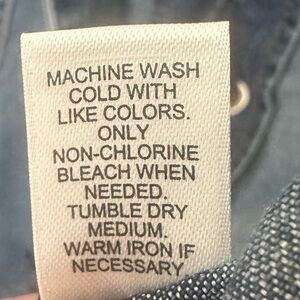 MACHINE WASH
COLD WITH
LIKE COLORS.
ONLY
NON-CHLORINE
BLEACH WHEN
NEEDED.
TUMBLE DRY
MEDIUM.
WARM IRON IF
NECESSARY